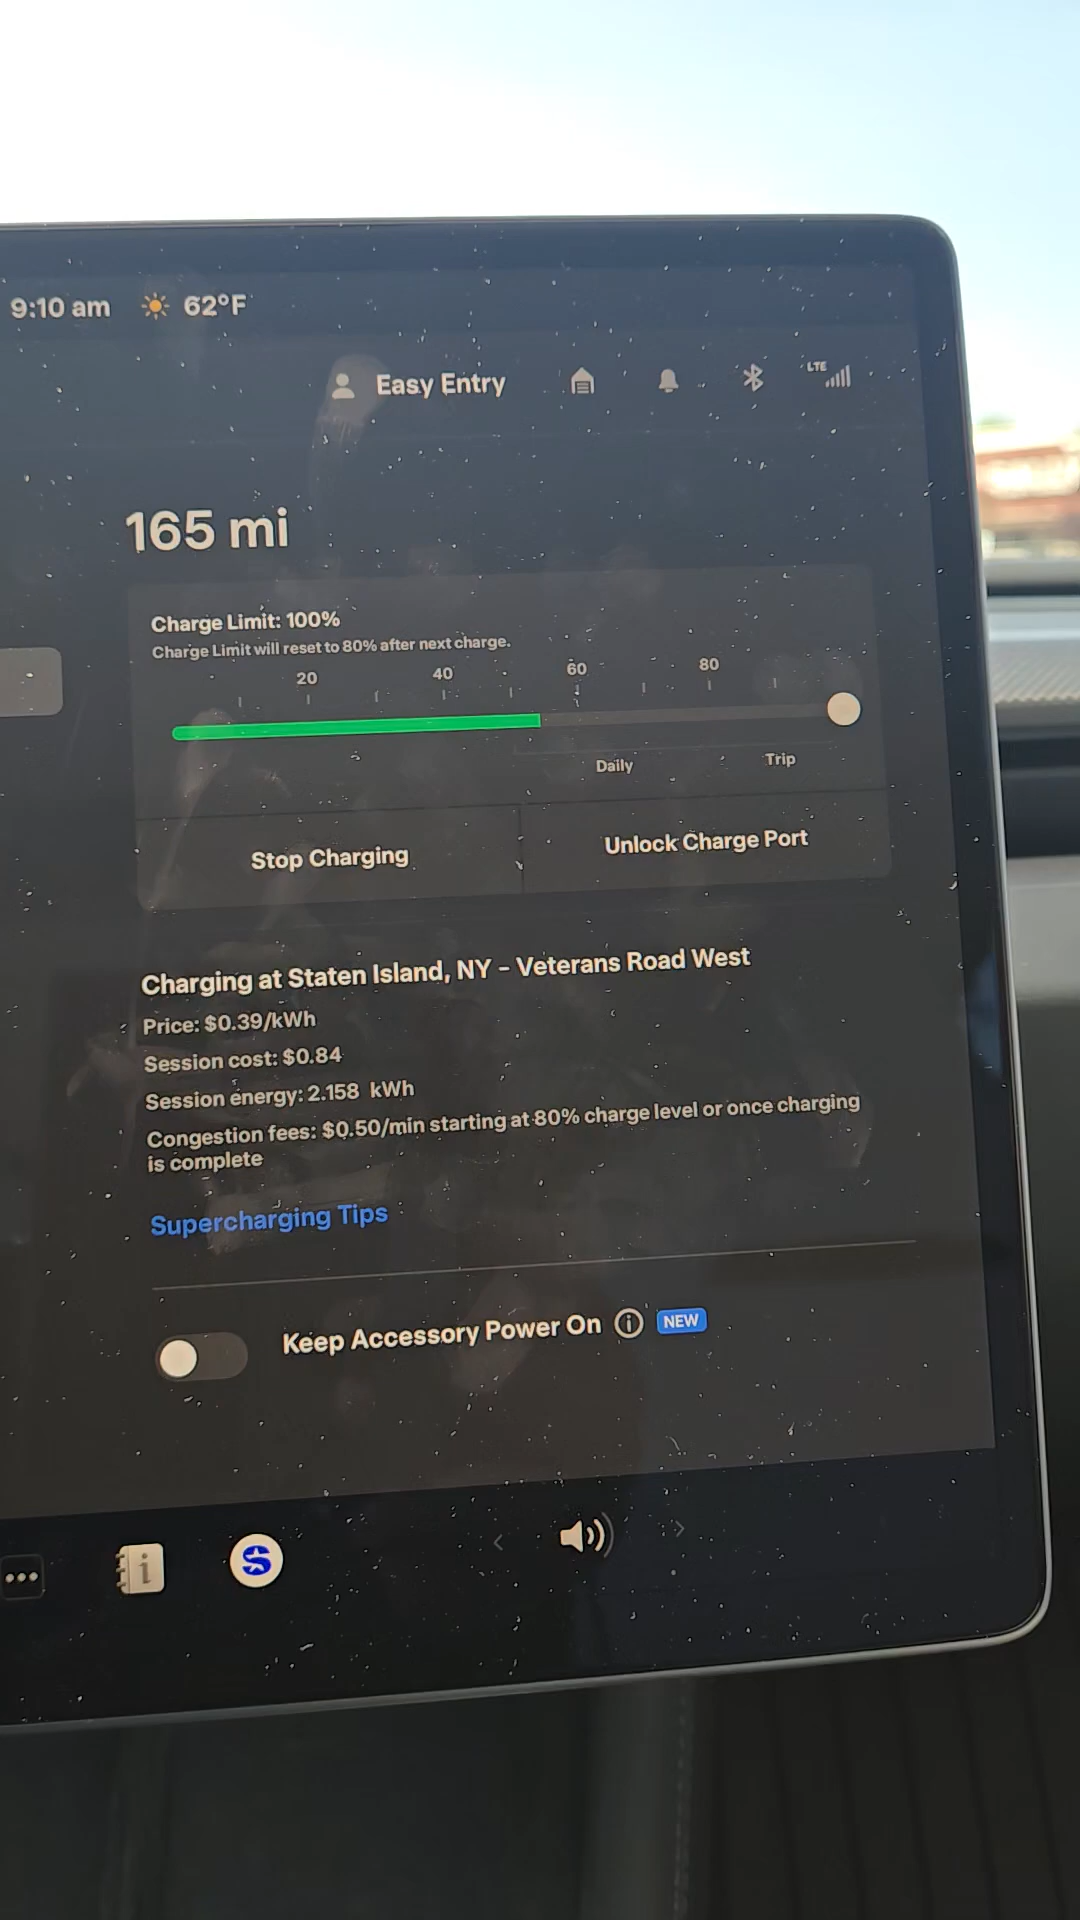 9:10 am 62°F
Easy Entry LTE
165 mi
Charge Limit: 100%
Charge Limit will reset to 80% after next charge.
20 40 60 80
Daily Trip
Stop Charging Unlock Charge Port
Charging at Staten Island, NY - Veterans Road West
Price: $0.39/kWh
Session cost: $0.84
Session energy: 2.158 kWh
Congestion fees: $0.50/min starting at 80% charge level or once charging
is complete
Supercharging Tips
Keep Accessory Power On NEW